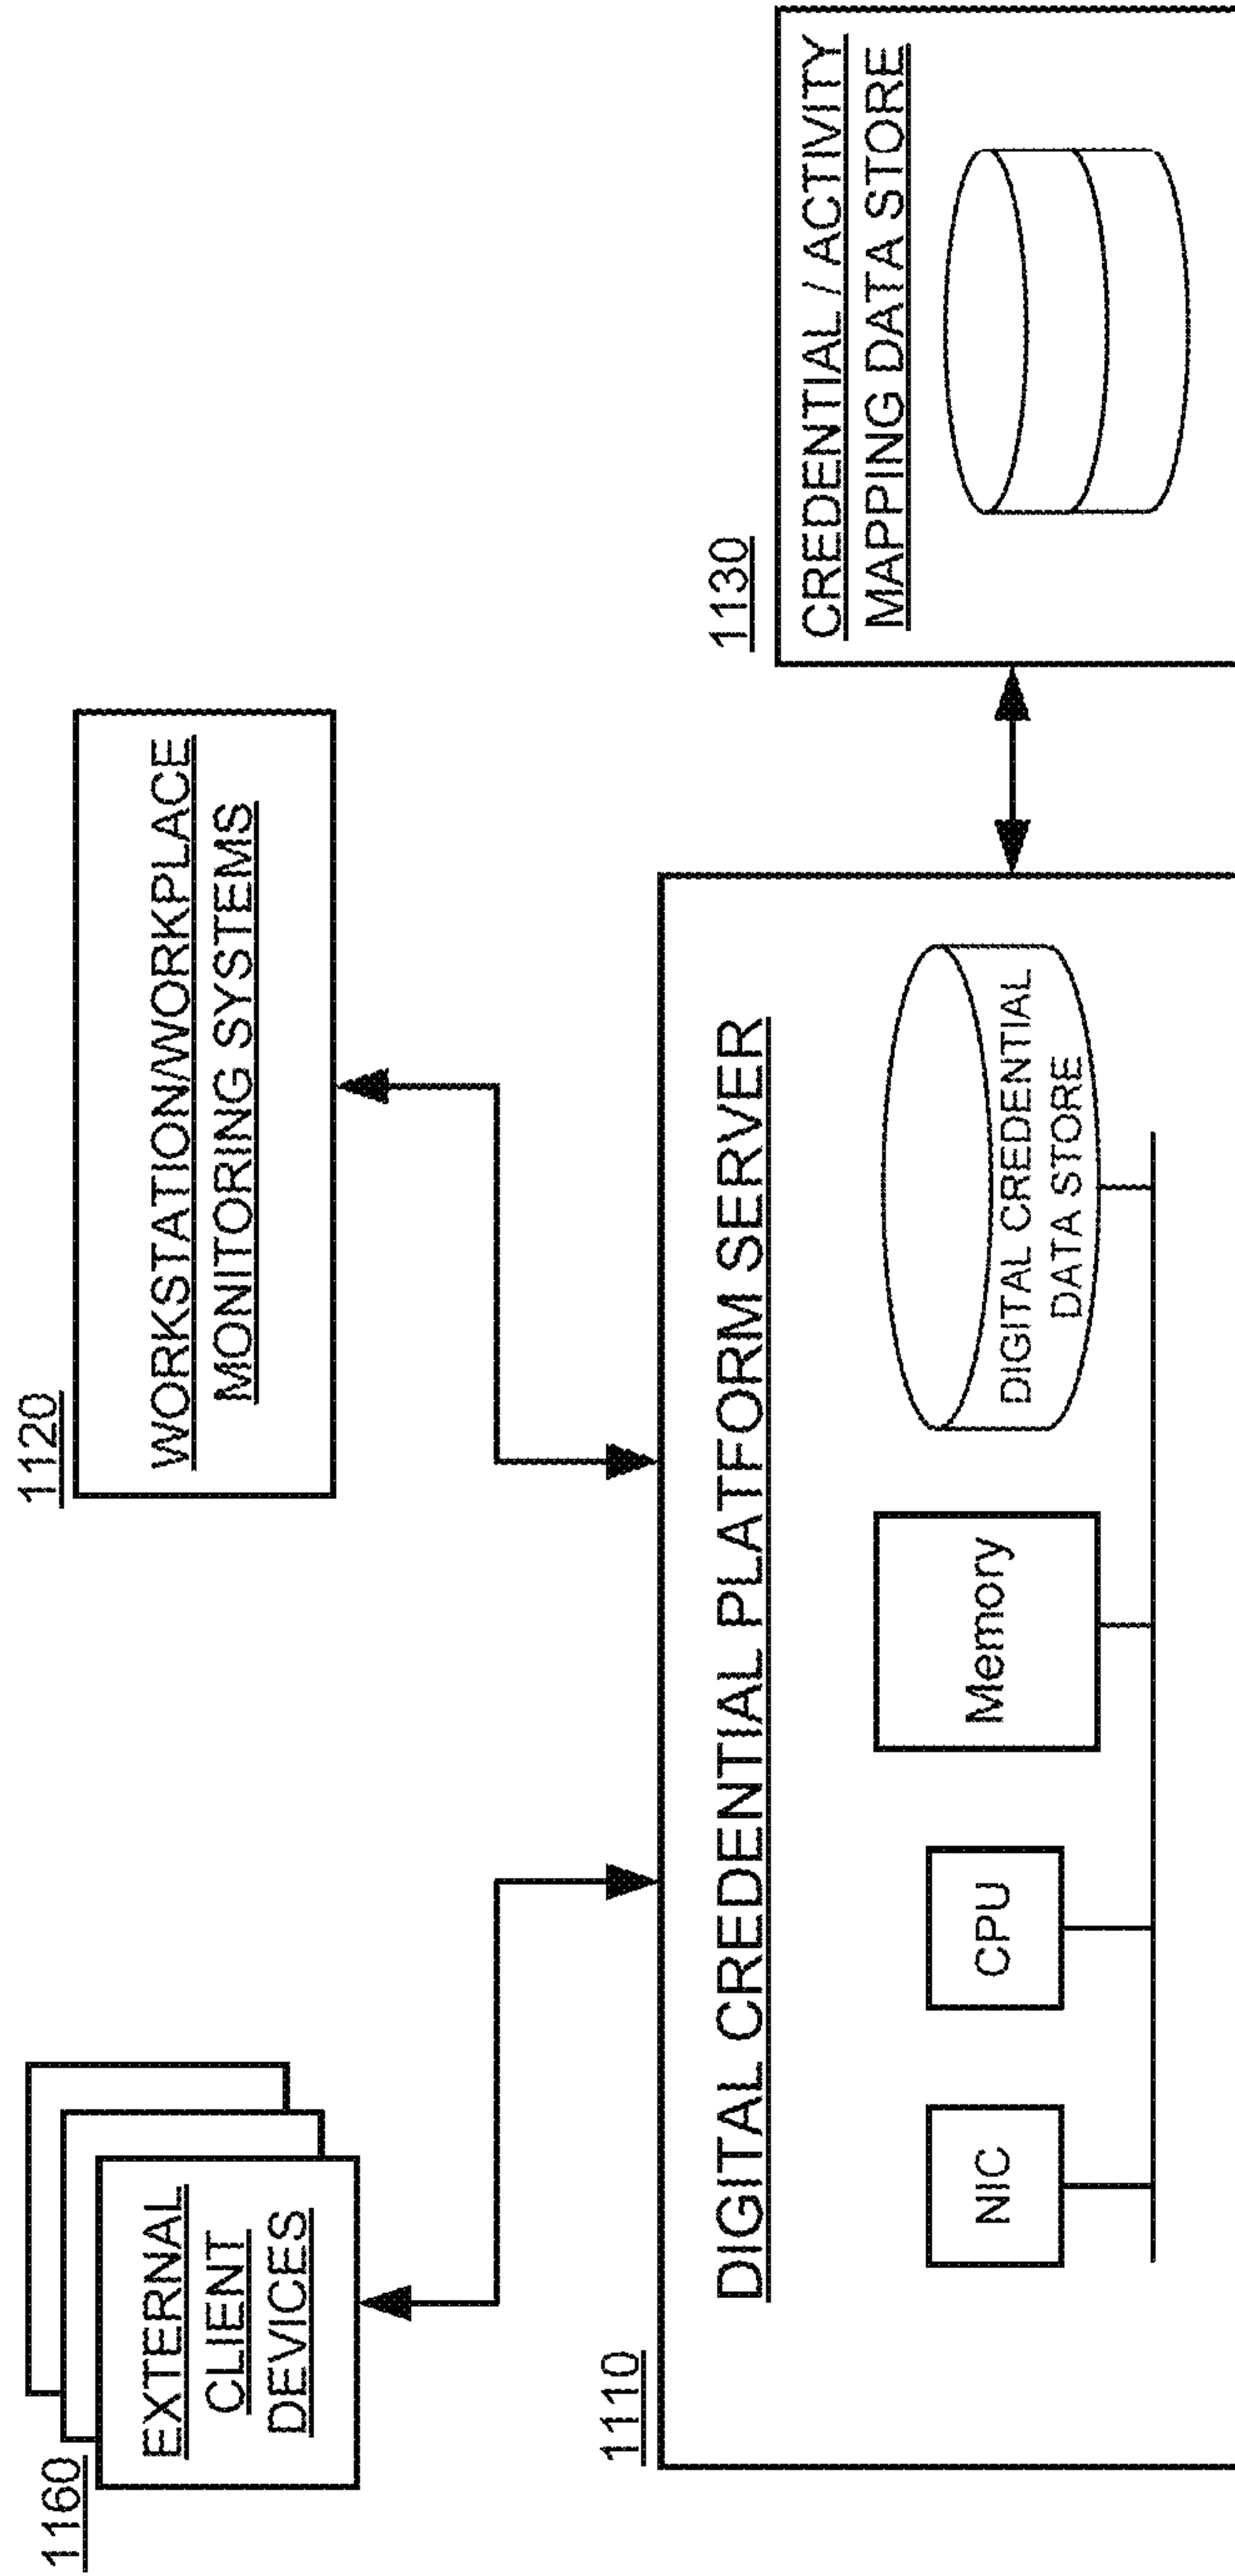 1160
EXTERNAL
CLIENT
DEVICES
1120
WORKSTATION/WORKPLACE
MONITORING SYSTEMS
1110
DIGITAL CREDENTIAL PLATFORM SERVER
NIC
CPU
Memory
DIGITAL CREDENTIAL
DATA STORE
1130
CREDENTIAL / ACTIVITY
MAPPING DATA STORE